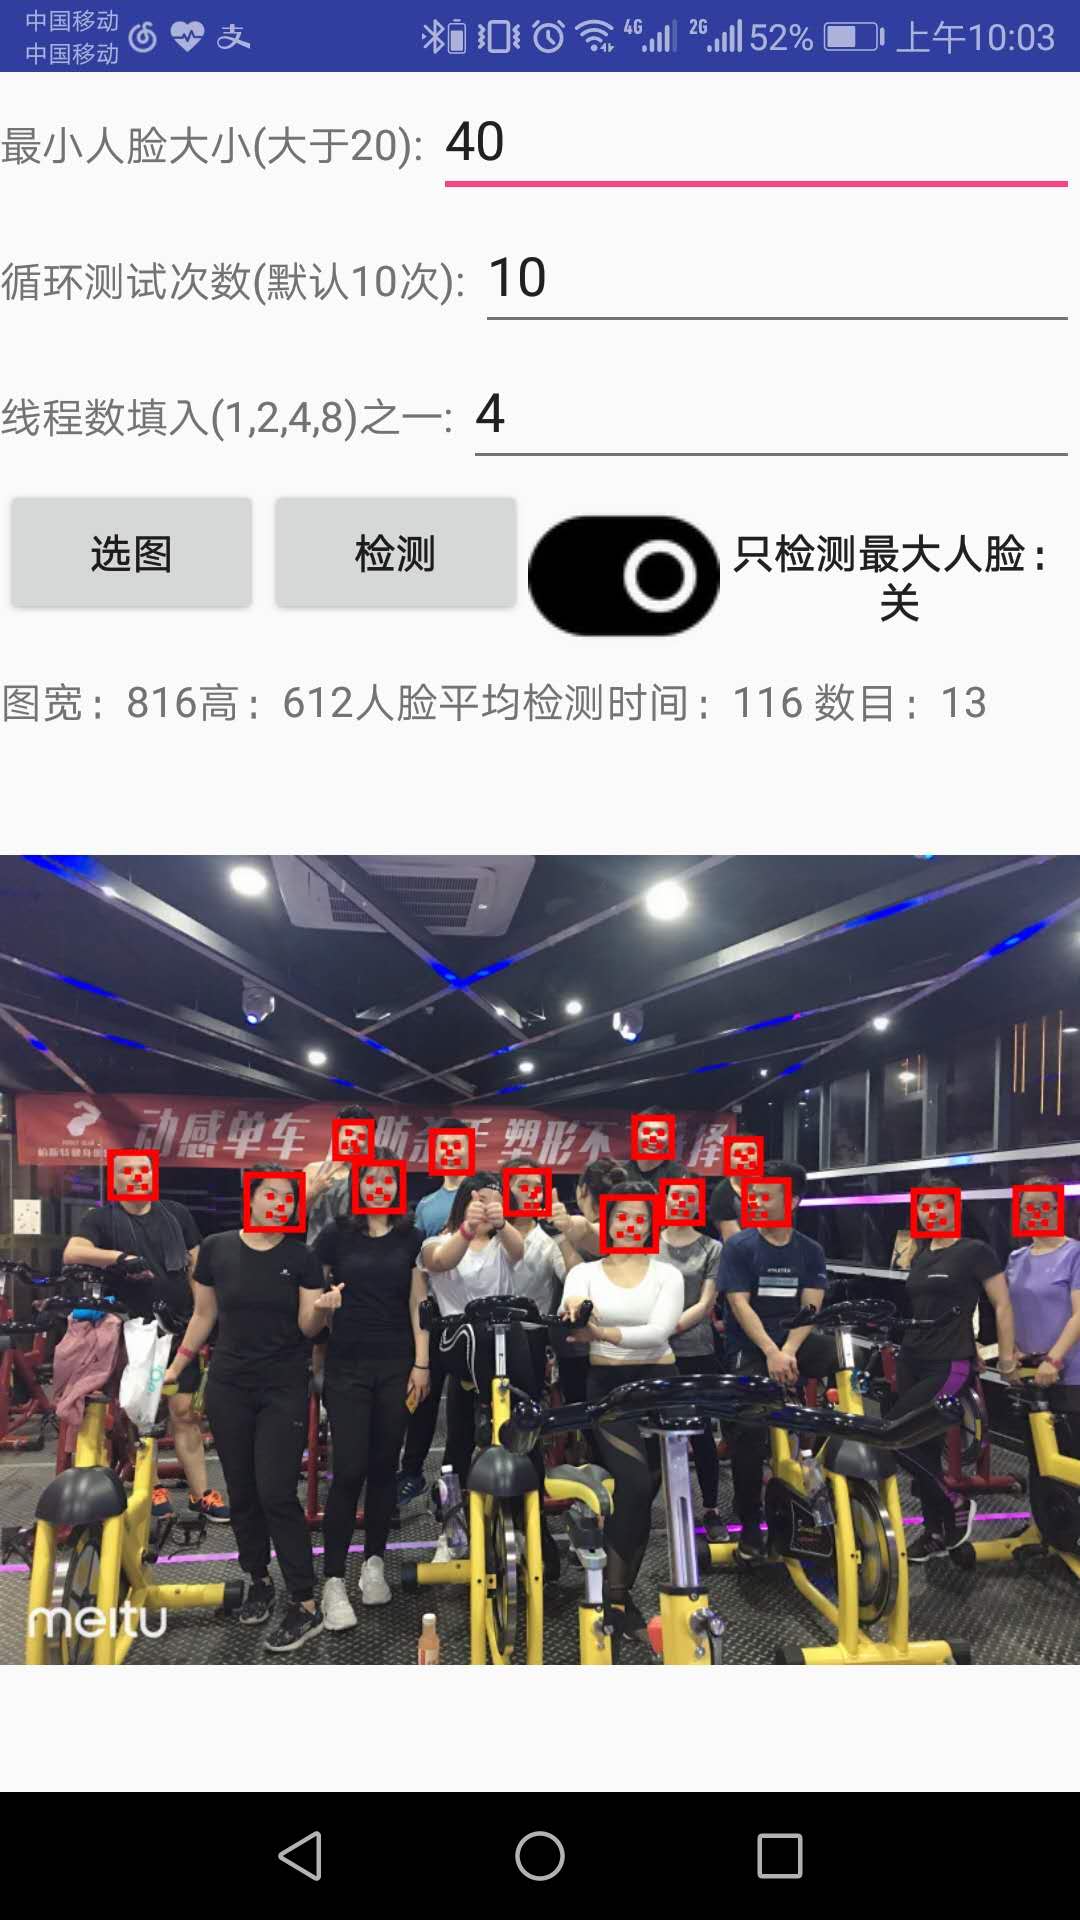 中国移动
中国移动
4G
2G
52%
上午10:03
最小人脸大小(大于20): 40
循环测试次数(默认10次): 10
线程数填入(1,2,4,8)之一: 4
选图
检测
只检测最大人脸:
关
图宽: 816高: 612人脸平均检测时间: 116 数目: 13
动感单车
塑形不
择
meitu